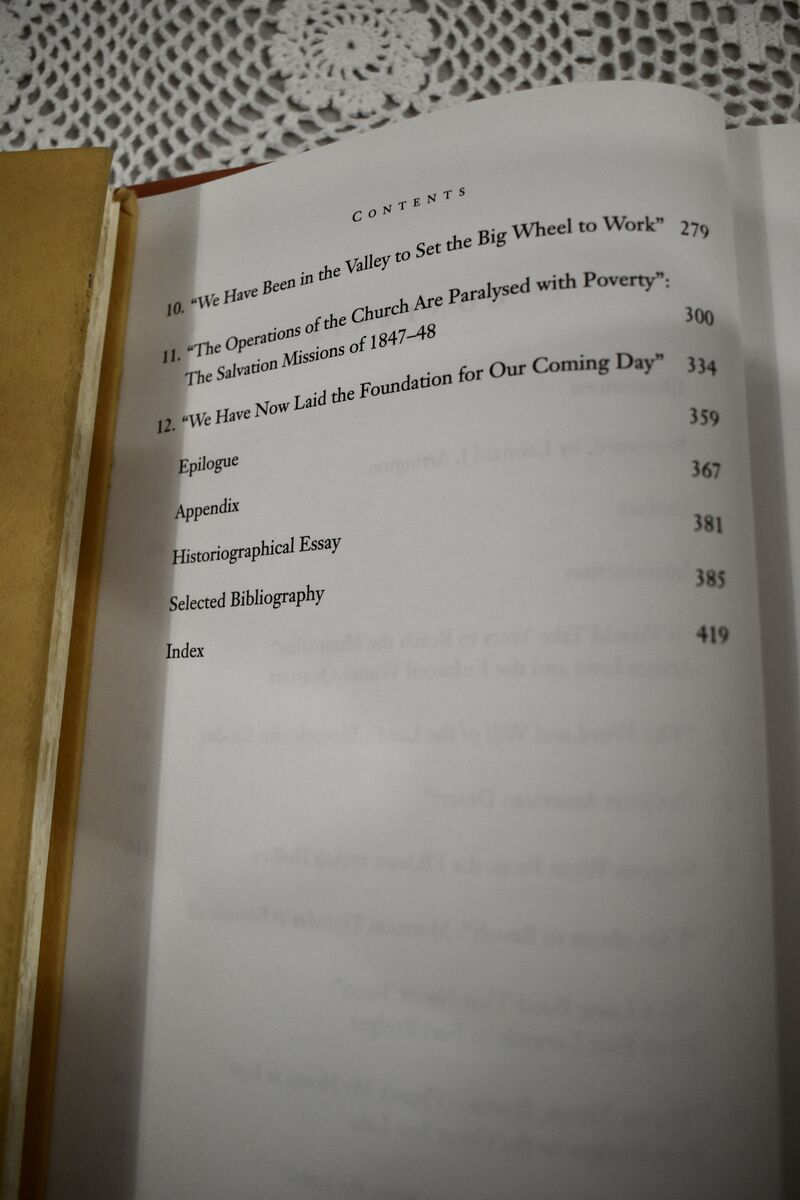 CONTENTS
10. “We Have Been in the Valley to Set the Big Wheel to Work” 279
11. “The Operations of the Church Are Paralysed with Poverty”:
The Salvation Missions of 1847–48 300
12. “We Have Now Laid the Foundation for Our Coming Day” 334
Epilogue 359
Appendix 367
Historiographical Essay 381
Selected Bibliography 385
Index 419